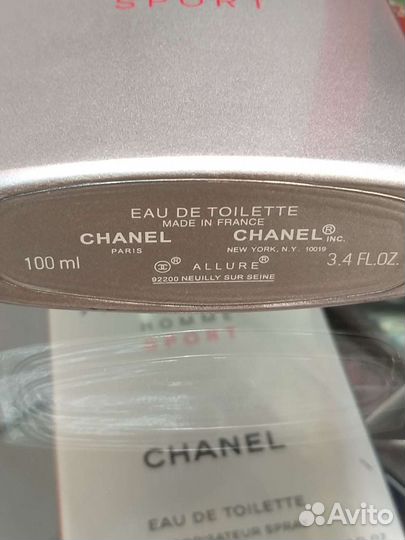 SPORT
EAU DE TOILETTE
MADE IN FRANCE
CHANEL CHANEL® INC.
PARIS NEW YORK, N.Y. 10019
100 ml ® ALLURE® 3.4 FL.OZ.
92200 NEUILLY SUR SEINE
HOMME
SPORT
CHANEL
EAU DE TOILETTE
SPRAY
Avito